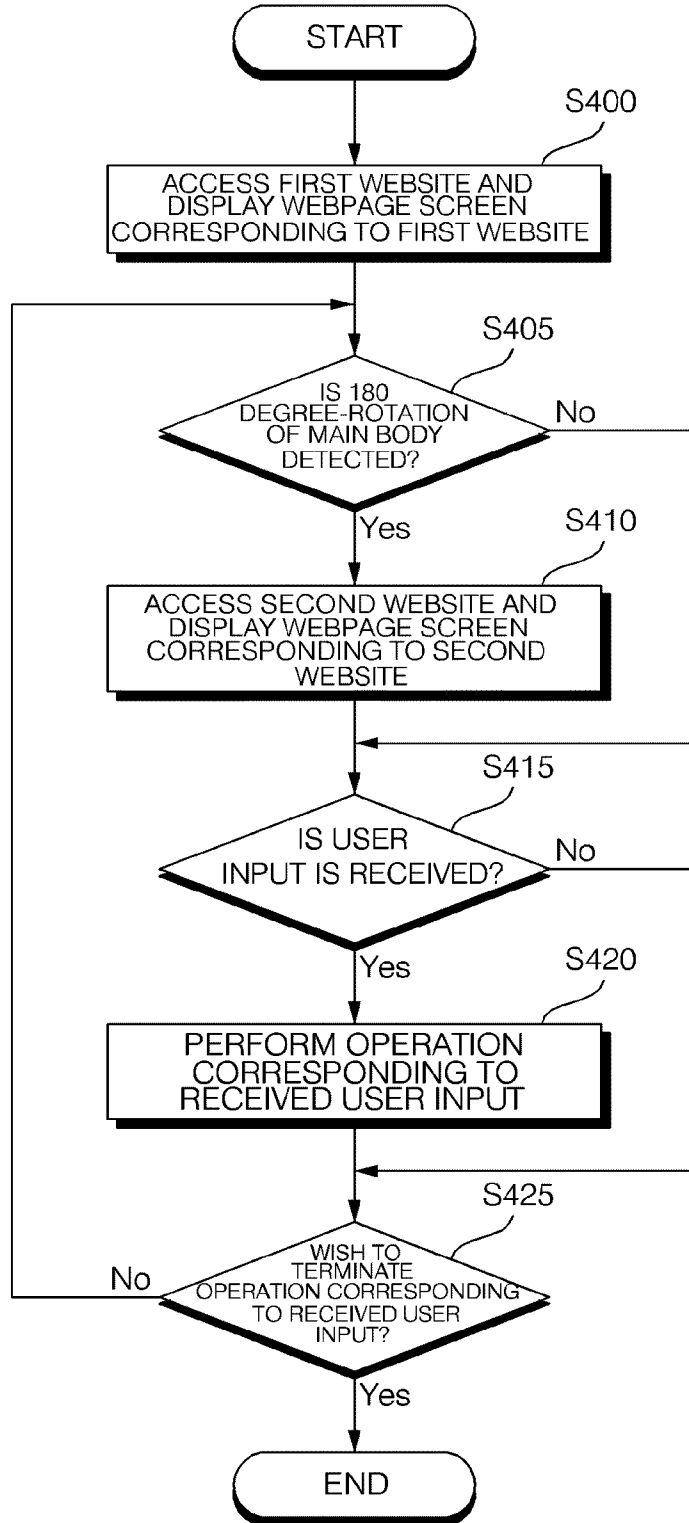 START
S400
ACCESS FIRST WEBSITE AND
DISPLAY WEBPAGE SCREEN
CORRESPONDING TO FIRST WEBSITE
S405
IS 180
DEGREE-ROTATION
OF MAIN BODY
DETECTED?
No
Yes
S410
ACCESS SECOND WEBSITE AND
DISPLAY WEBPAGE SCREEN
CORRESPONDING TO SECOND
WEBSITE
S415
IS USER
INPUT IS RECEIVED?
No
Yes
S420
PERFORM OPERATION
CORRESPONDING TO
RECEIVED USER INPUT
S425
WISH TO
TERMINATE
OPERATION CORRESPONDING
TO RECEIVED USER
INPUT?
No
Yes
END